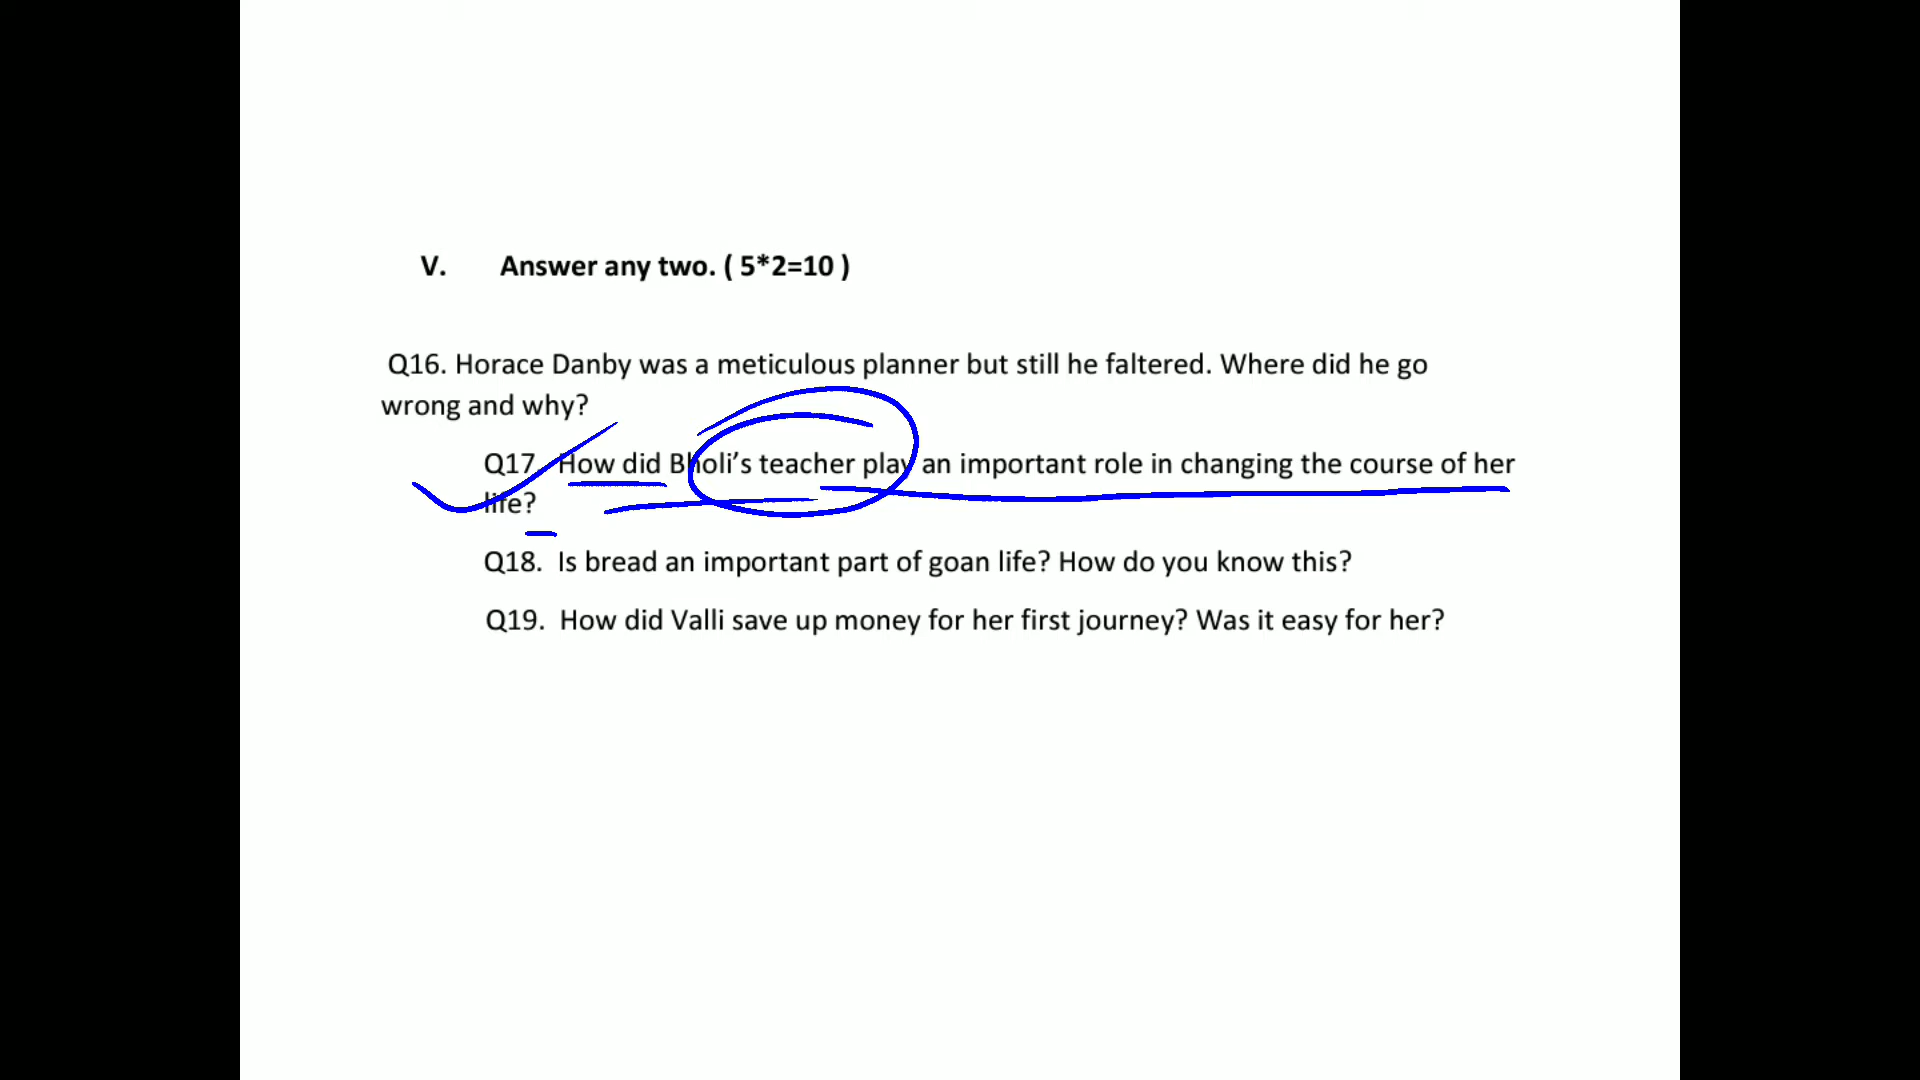 V. Answer any two. ( 5*2=10 )
Q16. Horace Danby was a meticulous planner but still he faltered. Where did he go
wrong and why?
Q17. How did Bholi’s teacher play an important role in changing the course of her
life?
Q18. Is bread an important part of goan life? How do you know this?
Q19. How did Valli save up money for her first journey? Was it easy for her?